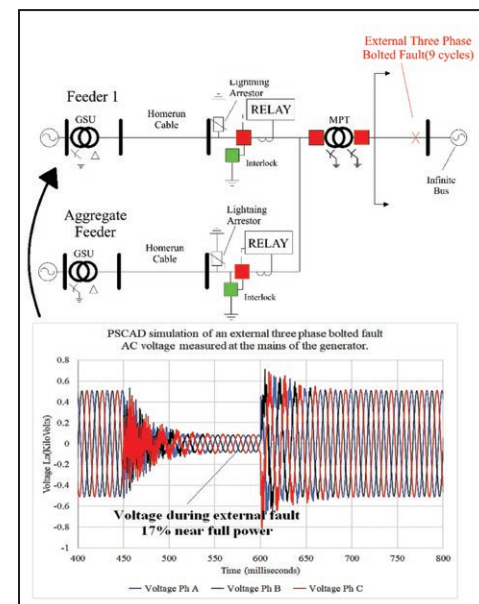 External Three Phase
Bolted Fault(9 cycles)
Lightning
Arrestor
Feeder 1
GSU
Homerun
Cable
RELAY
MPT
Interlock
Infinite
Bus
Aggregate
Feeder
GSU
Homerun
Cable
Lightning
Arrestor
RELAY
Interlock
PSCAD simulation of an external three phase bolted fault
AC voltage measured at the mains of the generator.
Voltage Ln(KiloVolts)
0.8
0.6
0.4
0.2
0
-0.2
-0.4
-0.6
-0.8
-1
Voltage during external fault
17% near full power
400 450 500 550 600 650 700 750 800
Time (milliseconds)
Voltage Ph A Voltage Ph B Voltage Ph C